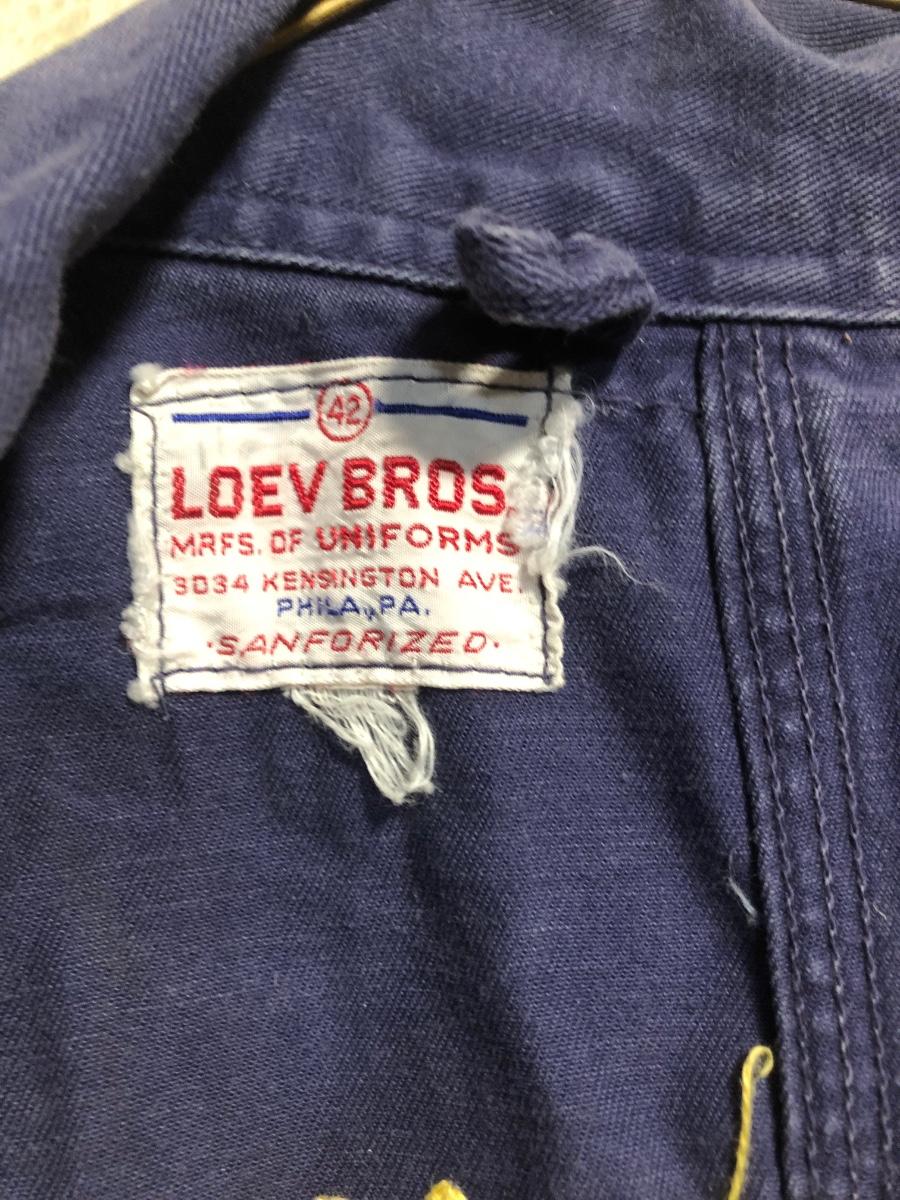 42
LOEV BROS.
MRFS. OF UNIFORMS
3034 KENSINGTON AVE.
PHILA., PA.
·SANFORIZED·